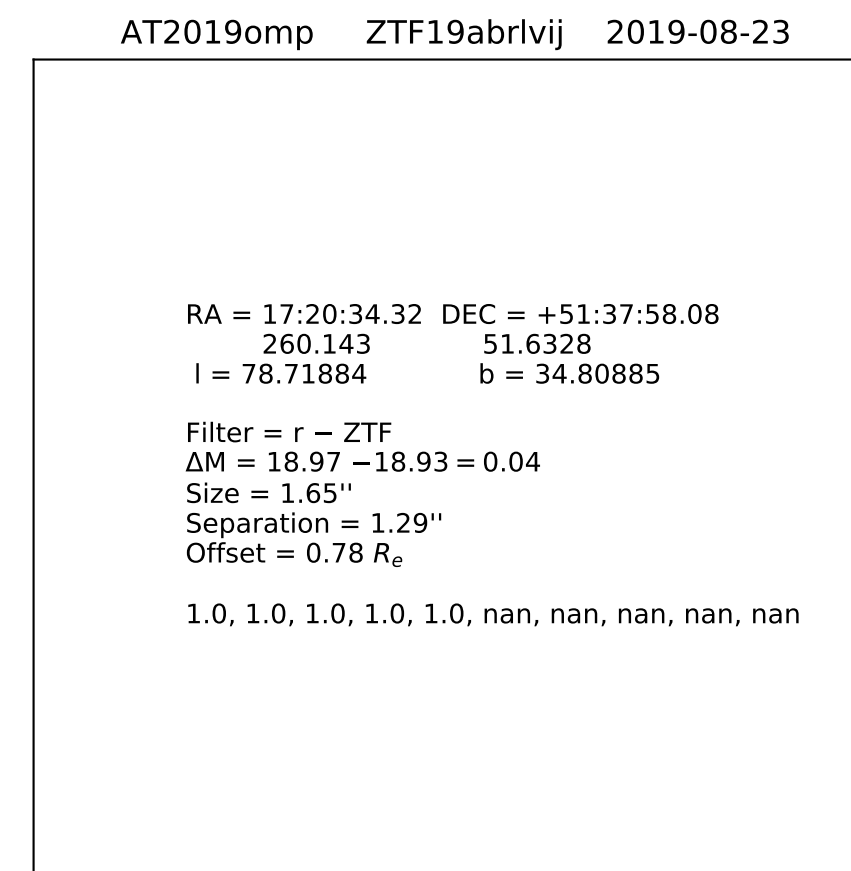 AT2019omp ZTF19abrlvij 2019-08-23
RA = 17:20:34.32 DEC = +51:37:58.08
260.143 51.6328
l = 78.71884 b = 34.80885
Filter = r − ZTF
ΔM = 18.97 −18.93 = 0.04
Size = 1.65''
Separation = 1.29''
Offset = 0.78 Rₑ
1.0, 1.0, 1.0, 1.0, 1.0, nan, nan, nan, nan, nan